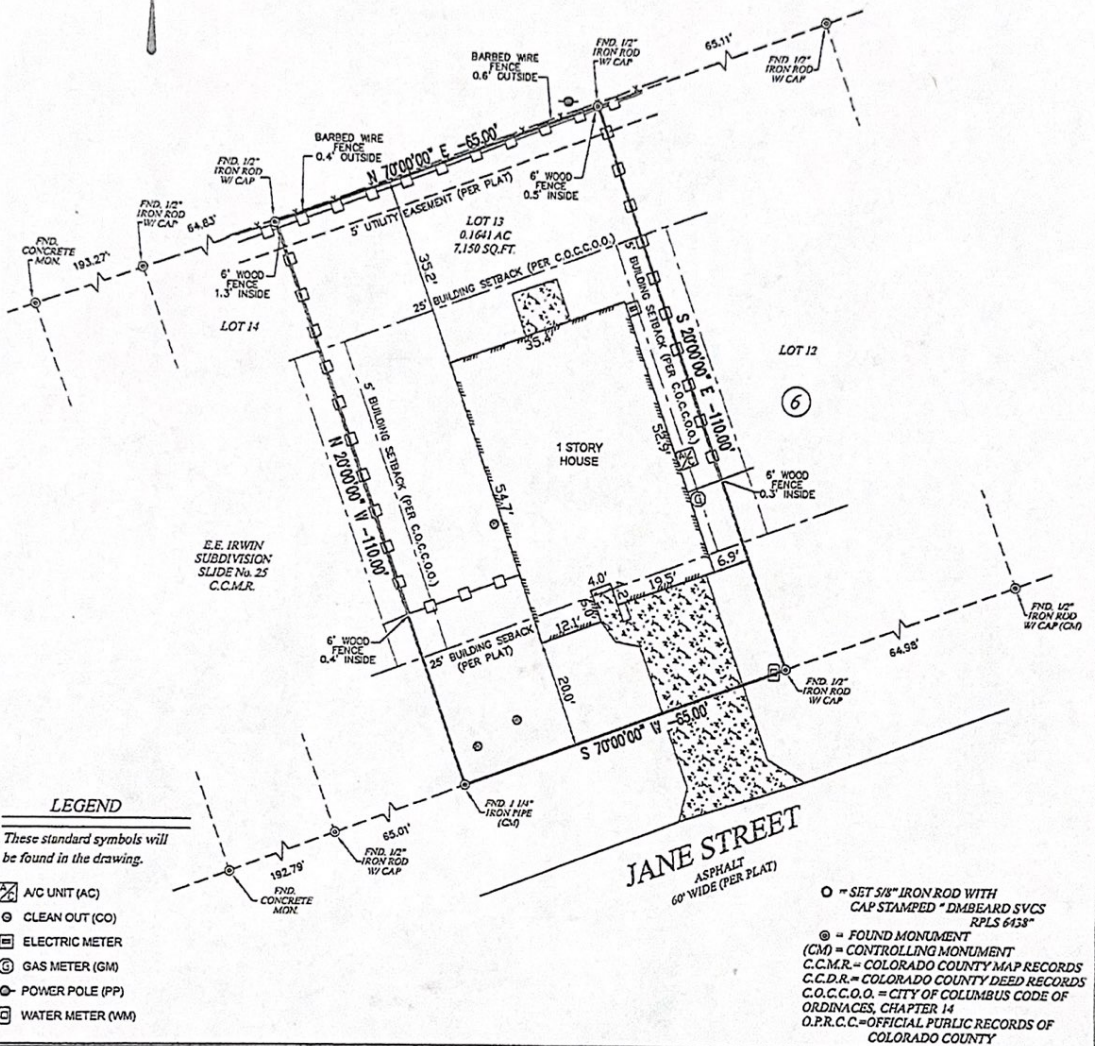 FND. 1/2"
IRON ROD
W/ CAP
65.11'
FND. 1/2"
IRON ROD
W/ CAP
BARBED WIRE
FENCE
0.6' OUTSIDE
BARBED WIRE
FENCE
0.4' OUTSIDE
N 70°00'00" E -65.00'
FND. 1/2"
IRON ROD
W/ CAP
6' WOOD
FENCE
0.5' INSIDE
5' UTILITY EASEMENT (PER PLAT)
LOT 13
0.1641 AC
7,150 SQ.FT.
FND. 1/2"
IRON ROD
W/ CAP
64.83'
FND.
CONCRETE
MON.
193.27'
6' WOOD
FENCE
1.3' INSIDE
LOT 14
35.2'
25' BUILDING SETBACK (PER C.O.C.C.O.O.)
5' BUILDING SETBACK (PER C.O.C.C.O.O.)
S 20°00'00" E -110.00'
35.4'
LOT 12
6
5' BUILDING SETBACK (PER C.O.C.C.O.O.)
N 20°00'00" W -110.00'
1 STORY
HOUSE
52.9'
54.7'
A/C
G
6' WOOD
FENCE
0.3' INSIDE
E.E. IRWIN
SUBDIVISION
SLIDE No. 25
C.C.M.R.
6.9'
4.0'
19.5'
6.0'
12.1'
FND. 1/2"
IRON ROD
W/ CAP (CM)
6' WOOD
FENCE
0.4' INSIDE
25' BUILDING SEBACK
(PER PLAT)
20.0'
64.98'
FND. 1/2"
IRON ROD
W/ CAP
S 70°00'00" W -65.00'
FND. 1 1/4"
IRON PIPE
(CM)
65.01'
FND. 1/2"
IRON ROD
W/ CAP
192.79'
FND.
CONCRETE
MON.
JANE STREET
ASPHALT
60' WIDE (PER PLAT)
LEGEND
These standard symbols will
be found in the drawing.
A/C A/C UNIT (AC)
CLEAN OUT (CO)
ELECTRIC METER
G GAS METER (GM)
POWER POLE (PP)
WATER METER (WM)
= SET 5/8" IRON ROD WITH
CAP STAMPED "DMBEARD SVCS
RPLS 6438"
= FOUND MONUMENT
(CM) = CONTROLLING MONUMENT
C.C.M.R.= COLORADO COUNTY MAP RECORDS
C.C.D.R.= COLORADO COUNTY DEED RECORDS
C.O.C.C.O.O. = CITY OF COLUMBUS CODE OF
ORDINACES, CHAPTER 14
O.P.R.C.C.=OFFICIAL PUBLIC RECORDS OF
COLORADO COUNTY